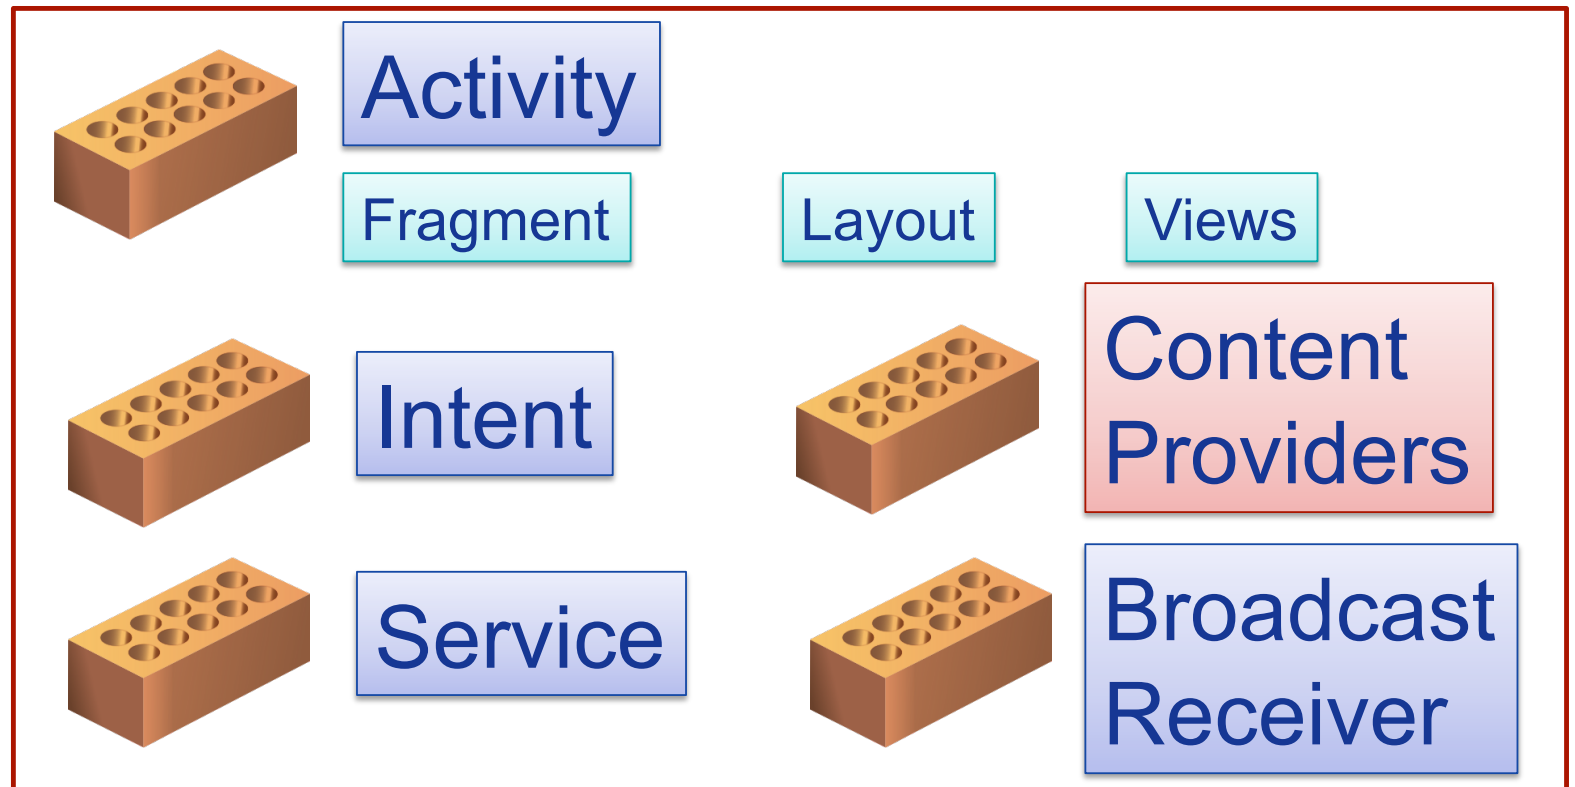 Activity
Fragment
Layout
Views
Intent
Content
Providers
Service
Broadcast
Receiver